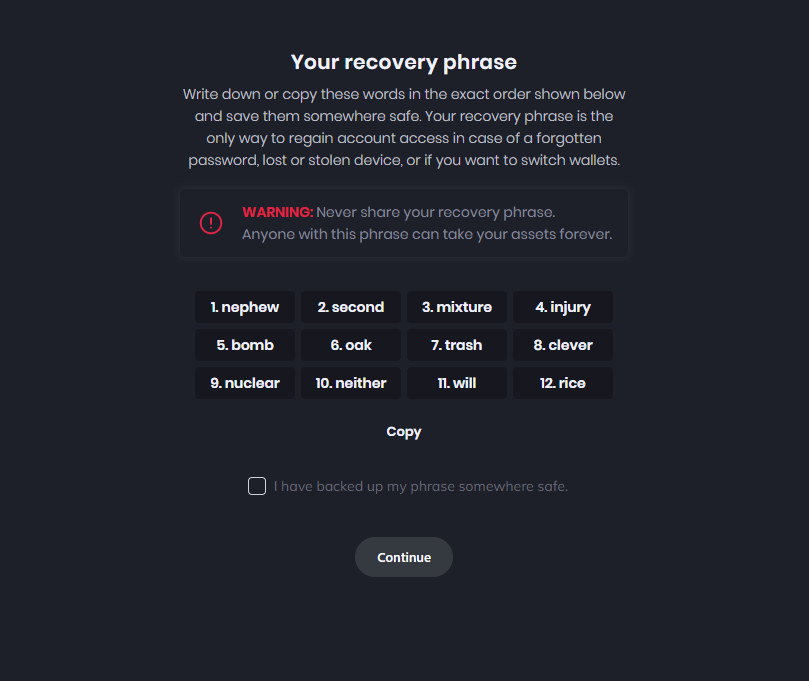 Your recovery phrase
Write down or copy these words in the exact order shown below
and save them somewhere safe. Your recovery phrase is the
only way to regain account access in case of a forgotten
password, lost or stolen device, or if you want to switch wallets.
WARNING: Never share your recovery phrase.
Anyone with this phrase can take your assets forever.
1. nephew 2. second 3. mixture 4. injury
5. bomb 6. oak 7. trash 8. clever
9. nuclear 10. neither 11. will 12. rice
Copy
I have backed up my phrase somewhere safe.
Continue